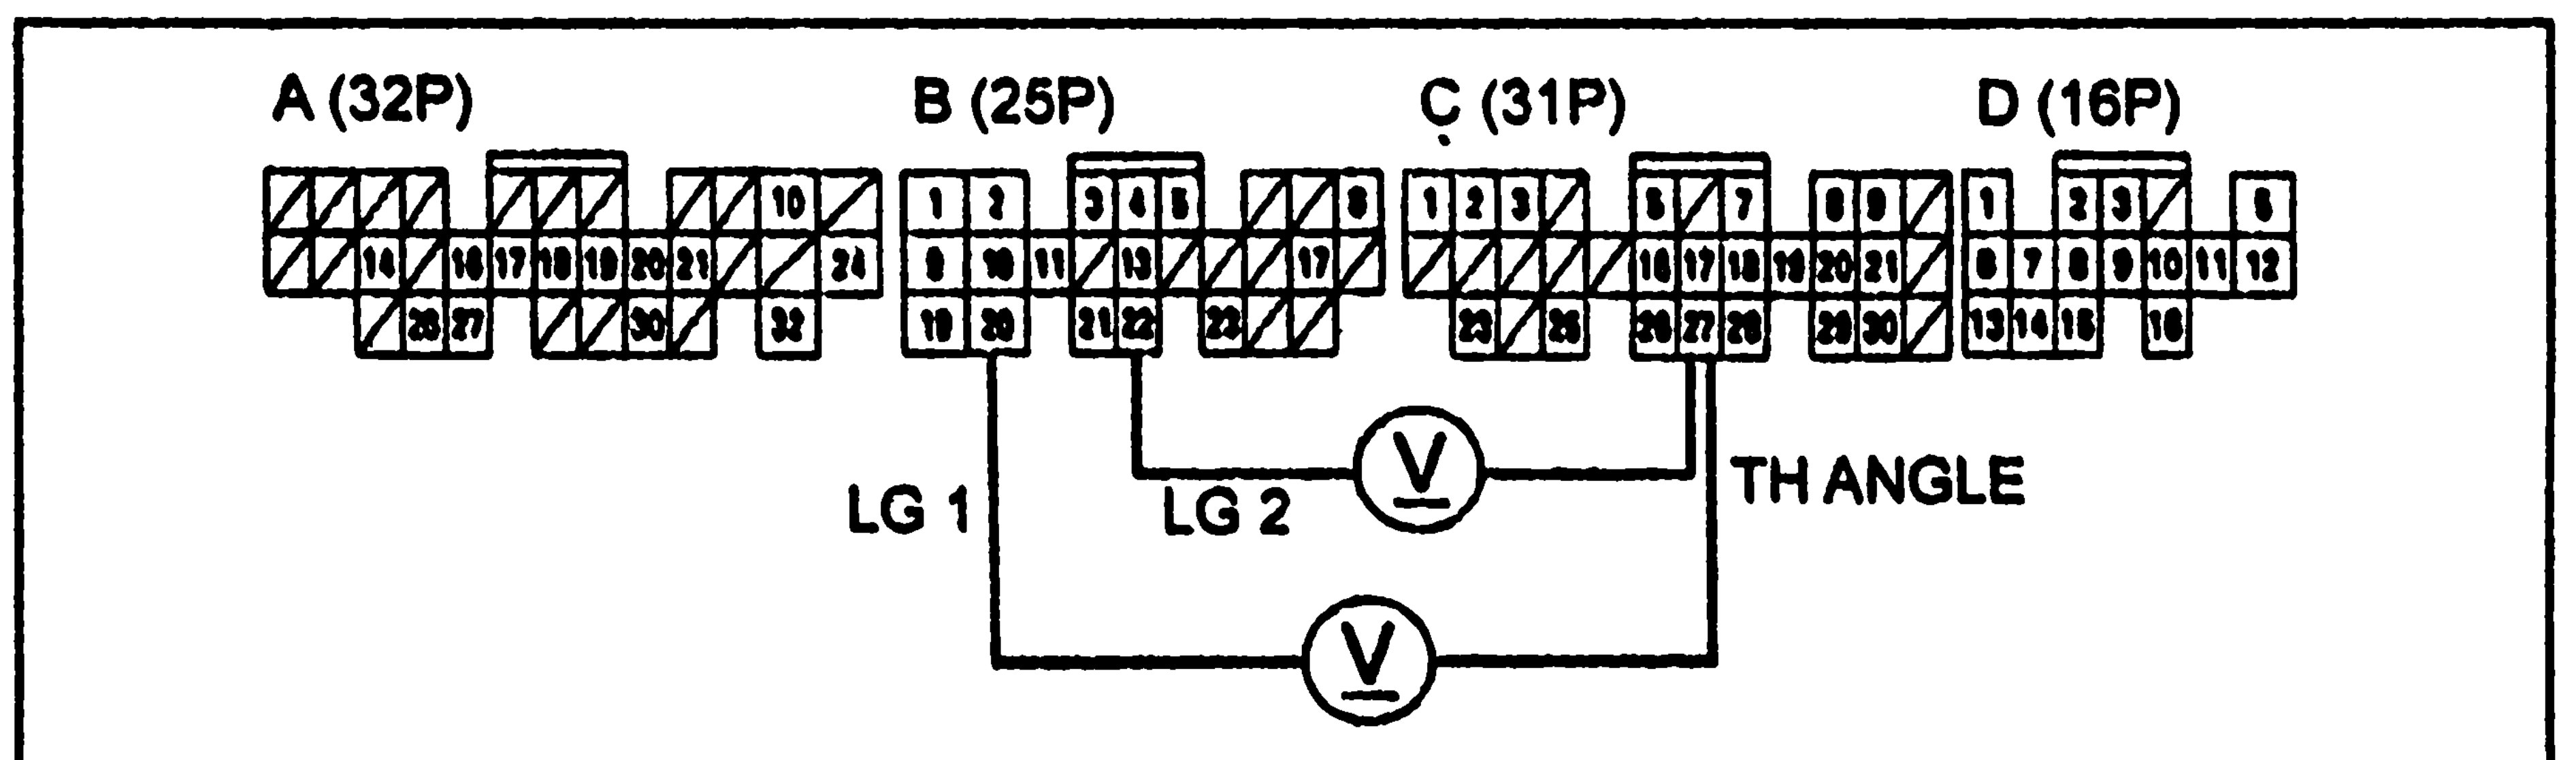 A (32P) B (25P) C (31P) D (16P)
10 1 2 3 4 5 8 1 2 3 5 7 8 9 1 2 3 5
14 16 17 18 19 20 21 24 9 10 11 13 17 16 17 18 19 20 21 6 7 8 9 10 11 12
26 27 30 32 19 20 21 22 23 23 25 26 27 28 29 30 13 14 15 16
V
TH ANGLE
LG 1 LG 2
V